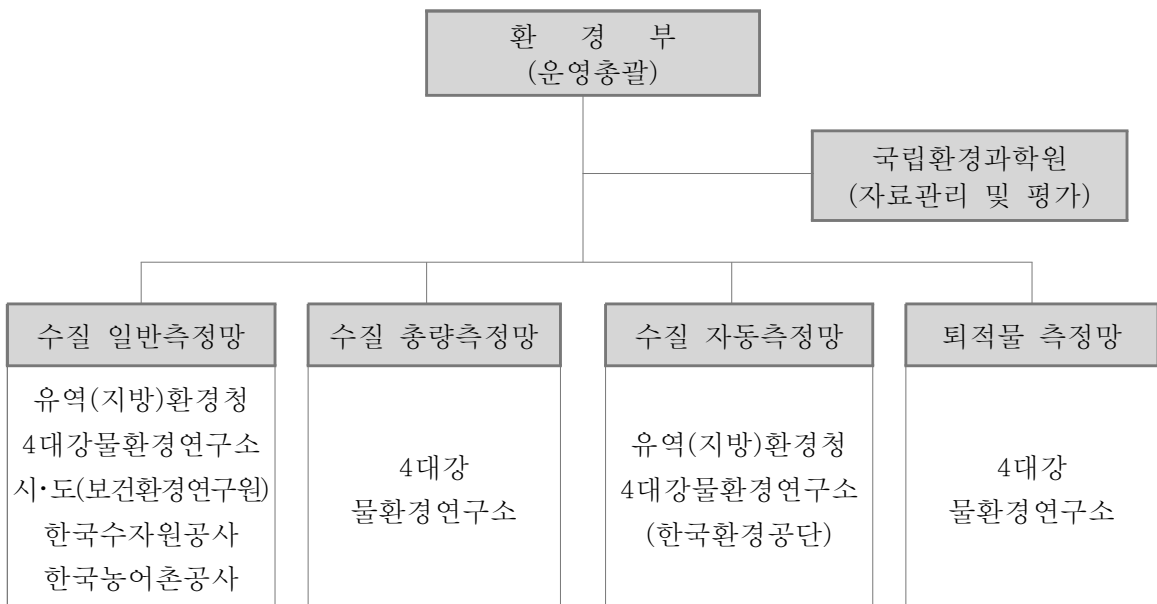 환 경 부
(운영총괄)
국립환경과학원
(자료관리 및 평가)
수질 일반측정망
유역(지방)환경청
4대강물환경연구소
시·도(보건환경연구원)
한국수자원공사
한국농어촌공사
수질 총량측정망
4대강
물환경연구소
수질 자동측정망
유역(지방)환경청
4대강물환경연구소
(한국환경공단)
퇴적물 측정망
4대강
물환경연구소